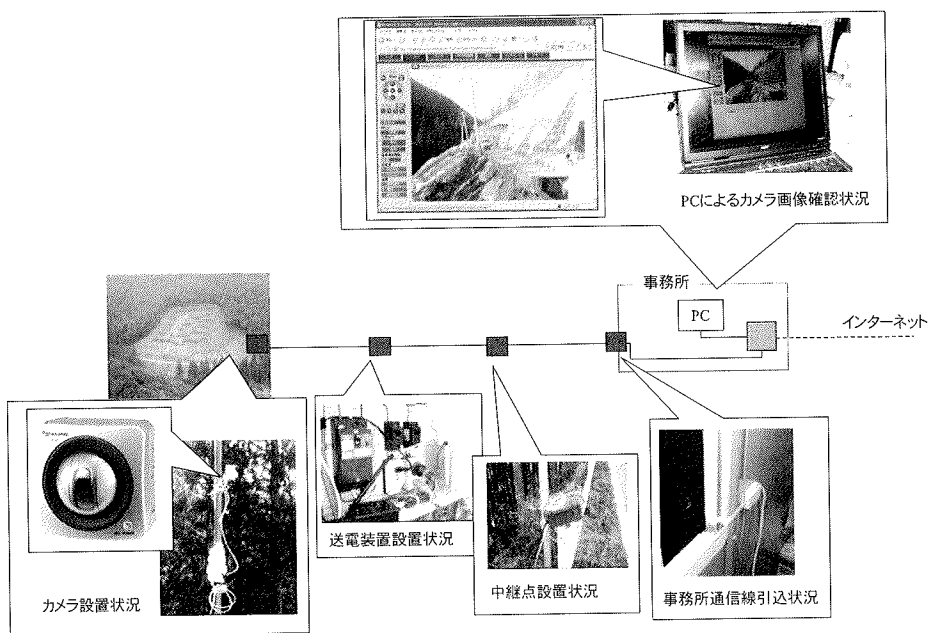 PCによるカメラ画像確認状況
事務所
PC
インターネット
Panasonic
カメラ設置状況
送電装置設置状況
中継点設置状況
事務所通信線引込状況